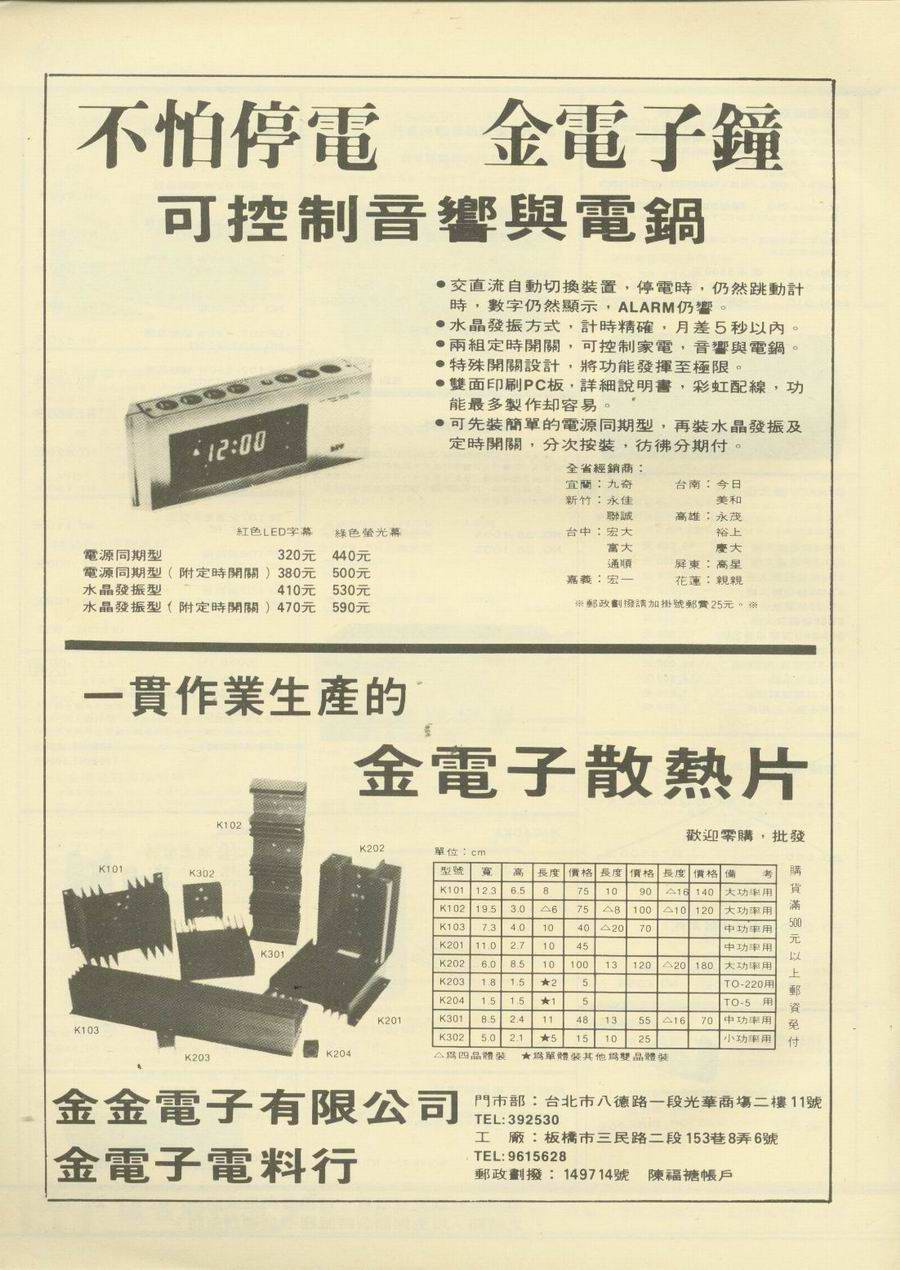 不怕停電　金電子鐘
可控制音響與電鍋
●交直流自動切換裝置，停電時，仍然跳動計
時，數字仍然顯示，ALARM仍響。
●水晶發振方式，計時精確，月差5秒以內。
●兩組定時開關，可控制家電，音響與電鍋。
●特殊開關設計，將功能發揮至極限。
●雙面印刷PC板，詳細說明書，彩虹配線，功
能最多製作却容易。
●可先裝簡單的電源同期型，再裝水晶發振及
定時開關，分次按裝，彷彿分期付。
12:00
全省經銷商：
宜蘭：九奇　台南：今日
新竹：永佳　美和
聯誠　高雄：永茂
台中：宏大　裕上
富大　慶大
通順　屏東：高星
嘉義：宏一　花蓮：親親
※郵政劃撥請加掛號郵費25元。※
紅色LED字幕　綠色螢光幕
電源同期型　320元　440元
電源同期型（附定時開關）380元　500元
水晶發振型　410元　530元
水晶發振型（附定時開關）470元　590元
一貫作業生產的
金電子散熱片
歡迎零購，批發
K102
K202
K101
K302
K301
K201
K103
K203
K204
單位：cm
型號 寬 高 長度 價格 長度 價格 長度 價格 備考
K101 12.3 6.5 8 75 10 90 △16 140 大功率用
K102 19.5 3.0 △6 75 △8 100 △10 120 大功率用
K103 7.3 4.0 10 40 △20 70 中功率用
K201 11.0 2.7 10 45 中功率用
K202 6.0 8.5 10 100 13 120 △20 180 大功率用
K203 1.8 1.5 ★2 5 TO-220用
K204 1.5 1.5 ★1 5 TO-5 用
K301 8.5 2.4 11 48 13 55 △16 70 中功率用
K302 5.0 2.1 ★5 15 10 25 小功率用
△為四晶體裝　★為單體裝其他為雙晶體裝
購貨滿500元以上郵資免付
金金電子有限公司
金電子電料行
門市部：台北市八德路一段光華商場二樓11號
TEL:392530
工　廠：板橋市三民路二段153巷8弄6號
TEL:9615628
郵政劃撥：149714號　陳福禟帳戶